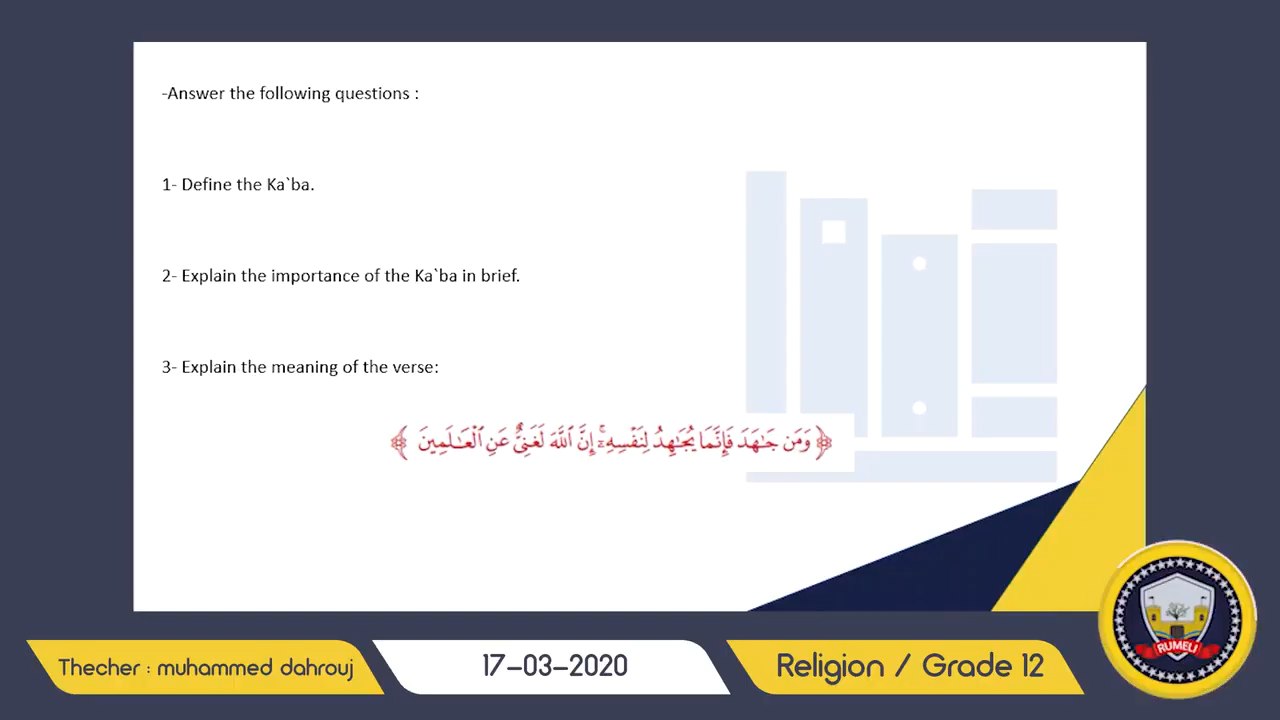 -Answer the following questions :
1- Define the Ka`ba.
2- Explain the importance of the Ka`ba in brief.
3- Explain the meaning of the verse:
﴿ وَمَن جَـٰهَدَ فَإِنَّمَا يُجَـٰهِدُ لِنَفْسِهِۦٓ ۚ إِنَّ ٱللَّهَ لَغَنِىٌّ عَنِ ٱلْعَـٰلَمِينَ ﴾
Thecher : muhammed dahrouj
17-03-2020
Religion / Grade 12
RUMELI